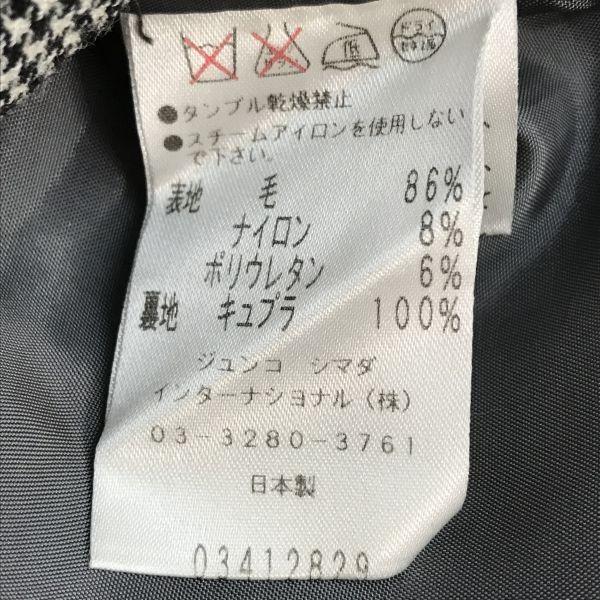 低
ドライ
●タンブル乾燥禁止
●スチームアイロンを使用しない
で下さい。
表地 毛 86%
ナイロン 8%
ポリウレタン 6%
裏地 キュプラ 100%
ジュンコ シマダ
インターナショナル(株)
03-3280-3761
日本製
03412829